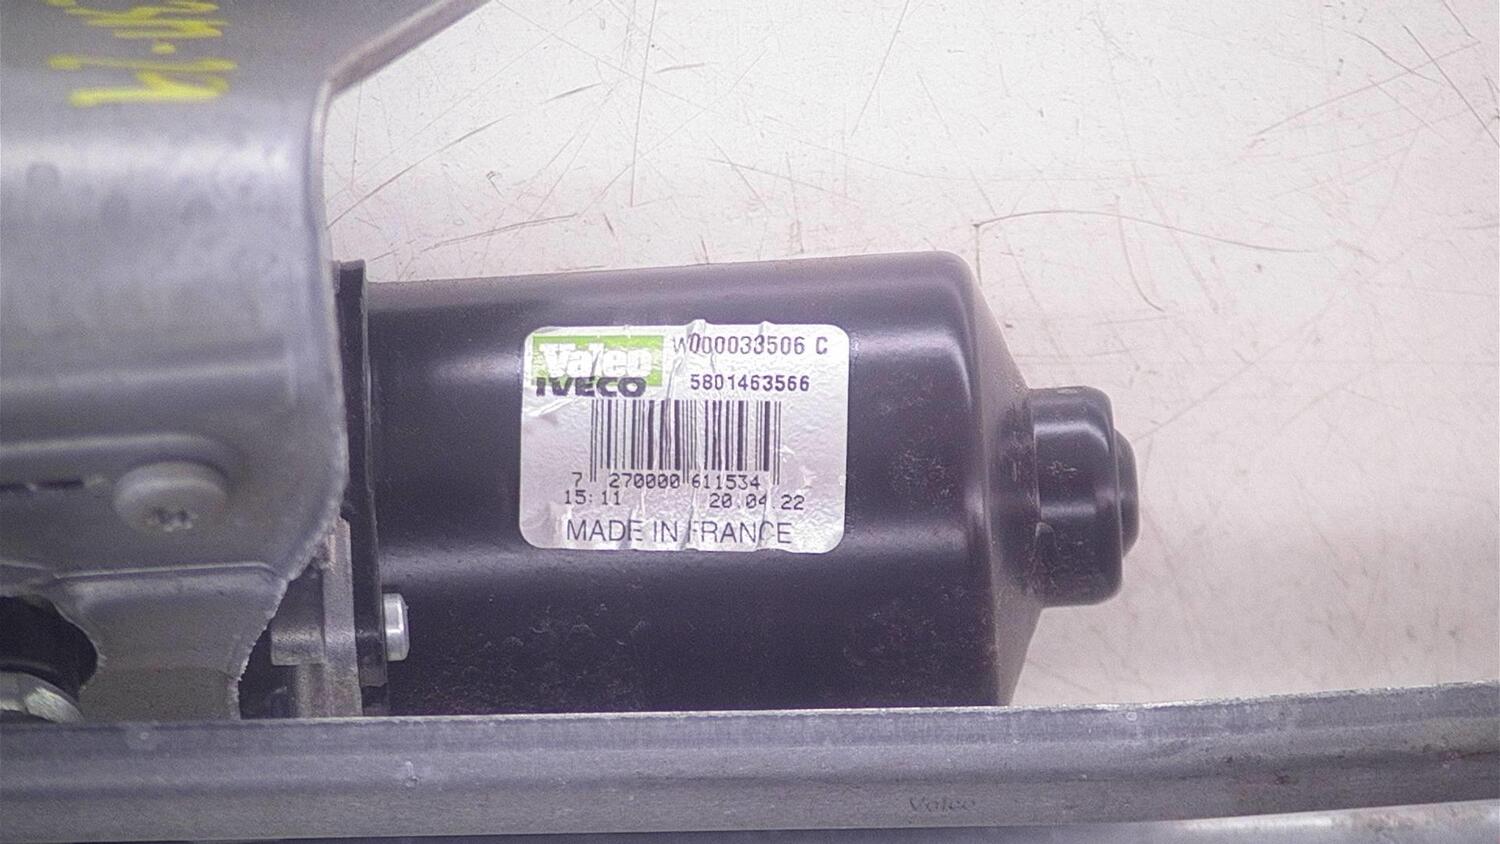 Valeo W000033506 C
IVECO 5801463566
7 270000 611534
15:11 20.04.22
MADE IN FRANCE
Valeo